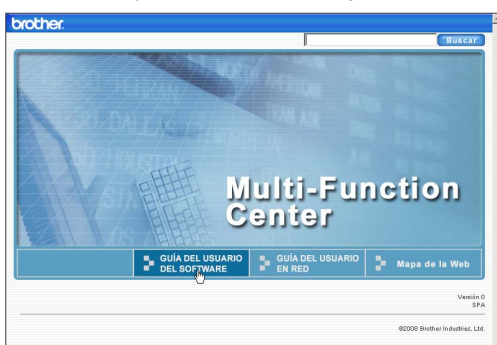 brother.
Buscar
Multi-Function
Center
GUÍA DEL USUARIO
DEL SOFTWARE
GUÍA DEL USUARIO
EN RED
Mapa de la Web
Versión 0
SPA
©2008 Brother Industries, Ltd.